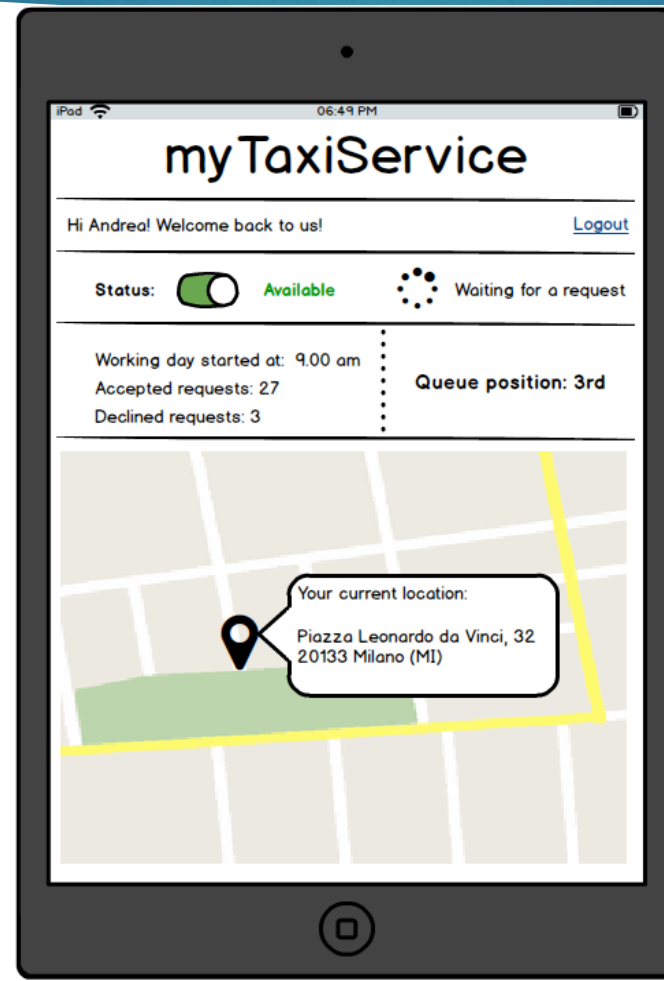 iPad 06:49 PM
myTaxiService
Hi Andrea! Welcome back to us! Logout
Status: Available Waiting for a request
Working day started at: 9.00 am
Accepted requests: 27
Declined requests: 3
Queue position: 3rd
Your current location:
Piazza Leonardo da Vinci, 32
20133 Milano (MI)